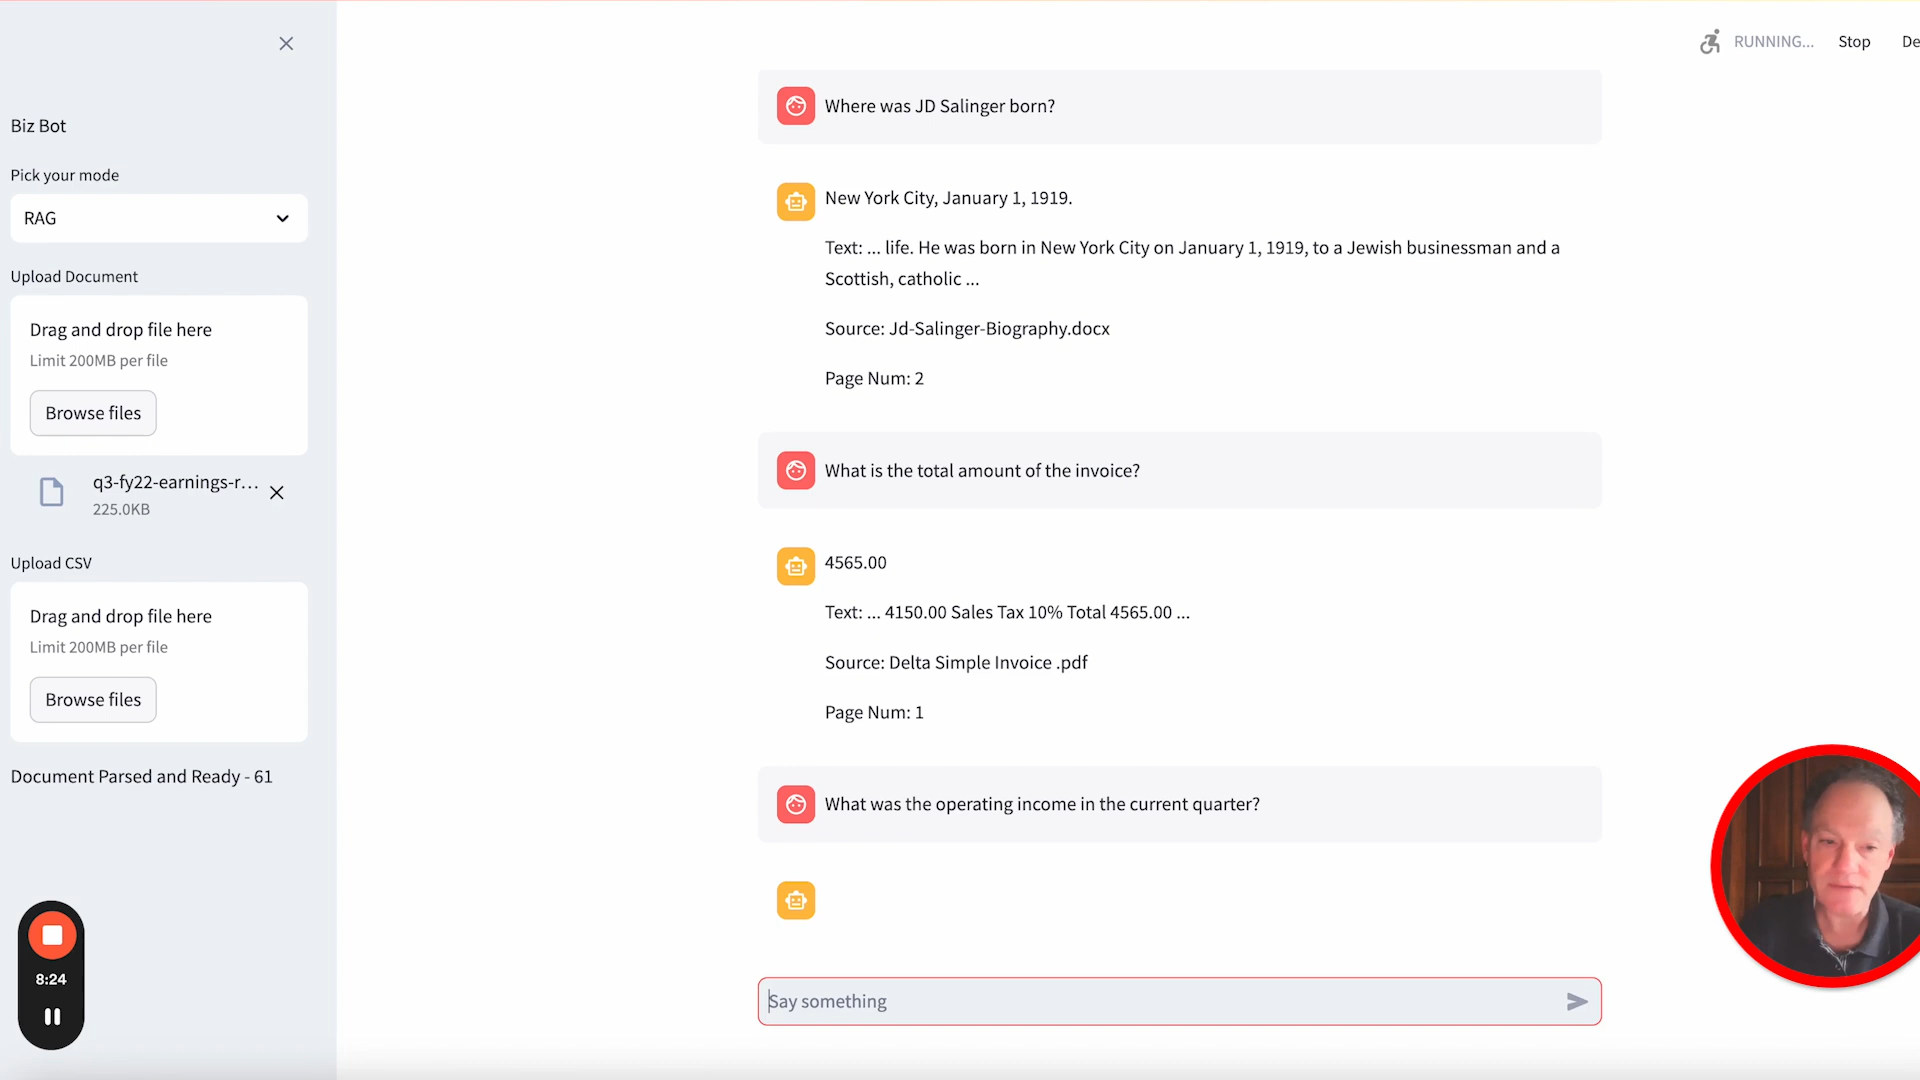 RUNNING...
Stop
De
Biz Bot
Pick your mode
RAG
Upload Document
Drag and drop file here
Limit 200MB per file
Browse files
q3-fy22-earnings-r...
225.0KB
Upload CSV
Drag and drop file here
Limit 200MB per file
Browse files
Document Parsed and Ready - 61
8:24
Where was JD Salinger born?
New York City, January 1, 1919.
Text: ... life. He was born in New York City on January 1, 1919, to a Jewish businessman and a
Scottish, catholic ...
Source: Jd-Salinger-Biography.docx
Page Num: 2
What is the total amount of the invoice?
4565.00
Text: ... 4150.00 Sales Tax 10% Total 4565.00 ...
Source: Delta Simple Invoice .pdf
Page Num: 1
What was the operating income in the current quarter?
Say something